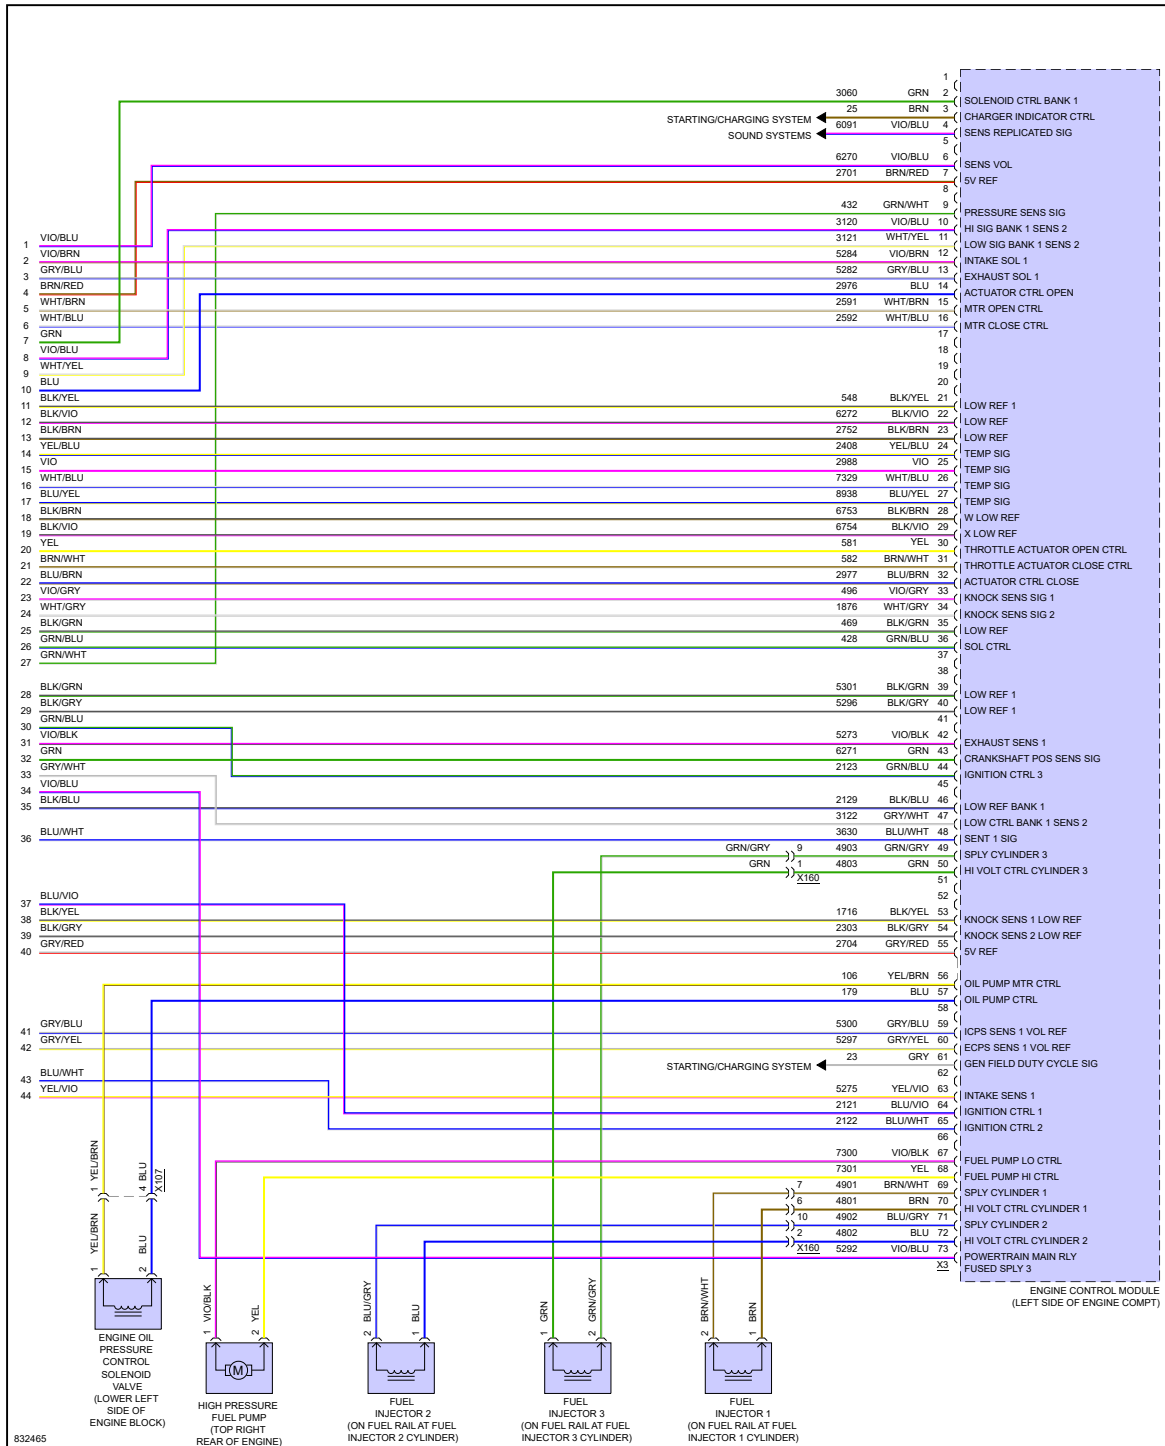 1
3060 GRN 2 SOLENOID CTRL BANK 1
STARTING/CHARGING SYSTEM 25 BRN 3 CHARGER INDICATOR CTRL
SOUND SYSTEMS 6091 VIO/BLU 4 SENS REPLICATED SIG
5
6270 VIO/BLU 6 SENS VOL
2701 BRN/RED 7 5V REF
8
432 GRN/WHT 9 PRESSURE SENS SIG
3120 VIO/BLU 10 HI SIG BANK 1 SENS 2
1 VIO/BLU 3121 WHT/YEL 11 LOW SIG BANK 1 SENS 2
2 VIO/BRN 5284 VIO/BRN 12 INTAKE SOL 1
3 GRY/BLU 5282 GRY/BLU 13 EXHAUST SOL 1
4 BRN/RED 2976 BLU 14 ACTUATOR CTRL OPEN
5 WHT/BRN 2591 WHT/BRN 15 MTR OPEN CTRL
6 WHT/BLU 2592 WHT/BLU 16 MTR CLOSE CTRL
7 GRN 17
8 VIO/BLU 18
9 WHT/YEL 19
10 BLU 20
11 BLK/YEL 548 BLK/YEL 21 LOW REF 1
12 BLK/VIO 6272 BLK/VIO 22 LOW REF
13 BLK/BRN 2752 BLK/BRN 23 LOW REF
14 YEL/BLU 2408 YEL/BLU 24 TEMP SIG
15 VIO 2988 VIO 25 TEMP SIG
16 WHT/BLU 7329 WHT/BLU 26 TEMP SIG
17 BLU/YEL 8938 BLU/YEL 27 TEMP SIG
18 BLK/BRN 6753 BLK/BRN 28 W LOW REF
19 BLK/VIO 6754 BLK/VIO 29 X LOW REF
20 YEL 581 YEL 30 THROTTLE ACTUATOR OPEN CTRL
21 BRN/WHT 582 BRN/WHT 31 THROTTLE ACTUATOR CLOSE CTRL
22 BLU/BRN 2977 BLU/BRN 32 ACTUATOR CTRL CLOSE
23 VIO/GRY 496 VIO/GRY 33 KNOCK SENS SIG 1
24 WHT/GRY 1876 WHT/GRY 34 KNOCK SENS SIG 2
25 BLK/GRN 469 BLK/GRN 35 LOW REF
26 GRN/BLU 428 GRN/BLU 36 SOL CTRL
27 GRN/WHT 37
38
28 BLK/GRN 5301 BLK/GRN 39 LOW REF 1
29 BLK/GRY 5296 BLK/GRY 40 LOW REF 1
30 GRN/BLU 41
31 VIO/BLK 5273 VIO/BLK 42 EXHAUST SENS 1
32 GRN 6271 GRN 43 CRANKSHAFT POS SENS SIG
33 GRY/WHT 2123 GRN/BLU 44 IGNITION CTRL 3
34 VIO/BLU 45
35 BLK/BLU 2129 BLK/BLU 46 LOW REF BANK 1
3122 GRY/WHT 47 LOW CTRL BANK 1 SENS 2
36 BLU/WHT 3630 BLU/WHT 48 SENT 1 SIG
GRN/GRY 9 4903 GRN/GRY 49 SPLY CYLINDER 3
GRN 1 4803 GRN 50 HI VOLT CTRL CYLINDER 3
X160 51
52
37 BLU/VIO
38 BLK/YEL 1716 BLK/YEL 53 KNOCK SENS 1 LOW REF
39 BLK/GRY 2303 BLK/GRY 54 KNOCK SENS 2 LOW REF
40 GRY/RED 2704 GRY/RED 55 5V REF
106 YEL/BRN 56 OIL PUMP MTR CTRL
179 BLU 57 OIL PUMP CTRL
58
41 GRY/BLU 5300 GRY/BLU 59 ICPS SENS 1 VOL REF
42 GRY/YEL 5297 GRY/YEL 60 ECPS SENS 1 VOL REF
STARTING/CHARGING SYSTEM 23 GRY 61 GEN FIELD DUTY CYCLE SIG
43 BLU/WHT 62
44 YEL/VIO 5275 YEL/VIO 63 INTAKE SENS 1
2121 BLU/VIO 64 IGNITION CTRL 1
2122 BLU/WHT 65 IGNITION CTRL 2
66
7300 VIO/BLK 67 FUEL PUMP LO CTRL
7301 YEL 68 FUEL PUMP HI CTRL
7 4901 BRN/WHT 69 SPLY CYLINDER 1
6 4801 BRN 70 HI VOLT CTRL CYLINDER 1
10 4902 BLU/GRY 71 SPLY CYLINDER 2
2 4802 BLU 72 HI VOLT CTRL CYLINDER 2
X160 5292 VIO/BLU 73 POWERTRAIN MAIN RLY
X3 FUSED SPLY 3
ENGINE CONTROL MODULE
(LEFT SIDE OF ENGINE COMPT)
1 YEL/BRN
4 BLU
X107
1 YEL/BRN
2 BLU
1 VIO/BLK
2 YEL
2 BLU/GRY
1 BLU
1 GRN
2 GRN/GRY
2 BRN/WHT
1 BRN
ENGINE OIL
PRESSURE
CONTROL
SOLENOID
VALVE
(LOWER LEFT
SIDE OF
ENGINE BLOCK)
M
HIGH PRESSURE
FUEL PUMP
(TOP RIGHT
REAR OF ENGINE)
FUEL
INJECTOR 2
(ON FUEL RAIL AT FUEL
INJECTOR 2 CYLINDER)
FUEL
INJECTOR 3
(ON FUEL RAIL AT FUEL
INJECTOR 3 CYLINDER)
FUEL
INJECTOR 1
(ON FUEL RAIL AT FUEL
INJECTOR 1 CYLINDER)
832465